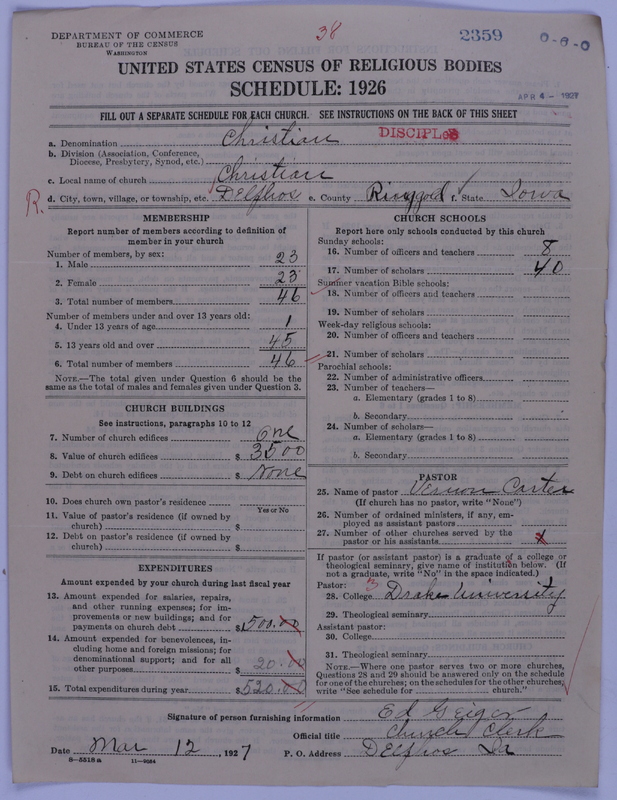 DEPARTMENT OF COMMERCE
BUREAU OF THE CENSUS
WASHINGTON
38
2359
0-0-0
UNITED STATES CENSUS OF RELIGIOUS BODIES
SCHEDULE: 1926
APR 4 - 1927
FILL OUT A SEPARATE SCHEDULE FOR EACH CHURCH. SEE INSTRUCTIONS ON THE BACK OF THIS SHEET
a. Denomination Christian DISCIPLES
b. Division (Association, Conference,
Diocese, Presbytery, Synod, etc.)
c. Local name of church Christian
R. d. City, town, village, or township, etc. Delphos e. County Ringgold f. State Iowa
MEMBERSHIP
Report number of members according to definition of
member in your church
Number of members, by sex:
1. Male 23
2. Female 23
3. Total number of members 46
Number of members under and over 13 years old:
4. Under 13 years of age 1
5. 13 years old and over 45
6. Total number of members 46
NOTE.—The total given under Question 6 should be the
same as the total of males and females given under Question 3.
CHURCH BUILDINGS
See instructions, paragraphs 10 to 12
7. Number of church edifices One
8. Value of church edifices $ 3500
9. Debt on church edifices $ None
10. Does church own pastor's residence
Yes or No
11. Value of pastor's residence (if owned by
church) $
12. Debt on pastor's residence (if owned by
church) $
EXPENDITURES
Amount expended by your church during last fiscal year
13. Amount expended for salaries, repairs,
and other running expenses; for im-
provements or new buildings; and for
payments on church debt $ 500.00
14. Amount expended for benevolences, in-
cluding home and foreign missions; for
denominational support; and for all
other purposes $ 20.00
15. Total expenditures during year $ 520.00
CHURCH SCHOOLS
Report here only schools conducted by this church
Sunday schools:
16. Number of officers and teachers 8
17. Number of scholars 40
Summer vacation Bible schools:
18. Number of officers and teachers
19. Number of scholars
Week-day religious schools:
20. Number of officers and teachers
21. Number of scholars
Parochial schools:
22. Number of administrative officers
23. Number of teachers—
a. Elementary (grades 1 to 8)
b. Secondary
24. Number of scholars—
a. Elementary (grades 1 to 8)
b. Secondary
PASTOR
25. Name of pastor Vernon Carter
(If church has no pastor, write "None")
26. Number of ordained ministers, if any, em-
ployed as assistant pastors
27. Number of other churches served by the
pastor or his assistants
If pastor (or assistant pastor) is a graduate of a college or
theological seminary, give name of institution below. (If
not a graduate, write "No" in the space indicated.)
Pastor:
28. College Drake University
29. Theological seminary
Assistant pastor:
30. College
31. Theological seminary
NOTE.—Where one pastor serves two or more churches,
Questions 28 and 29 should be answered only on the schedule
for one of the churches; on the schedules for the other churches,
write "See schedule for church."
Signature of person furnishing information Ed Geiger
Official title Church Clerk
Date Mar 12, 1927 P. O. Address Delphos Ia
8—5518a 11—9084